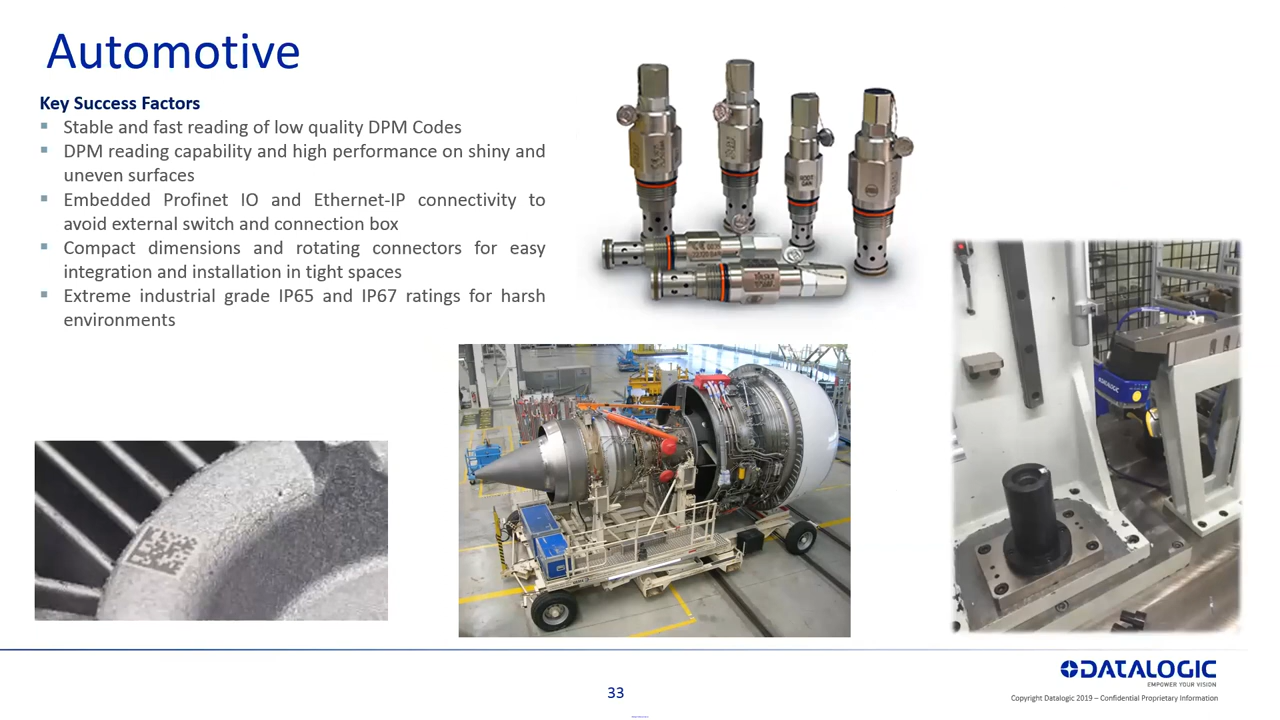 Automotive
Key Success Factors
▪ Stable and fast reading of low quality DPM Codes
▪ DPM reading capability and high performance on shiny and
uneven surfaces
▪ Embedded Profinet IO and Ethernet-IP connectivity to
avoid external switch and connection box
▪ Compact dimensions and rotating connectors for easy
integration and installation in tight spaces
▪ Extreme industrial grade IP65 and IP67 ratings for harsh
environments
DATALOGIC
DATALOGIC
EMPOWER YOUR VISION
33
Copyright Datalogic 2019 – Confidential Proprietary Information